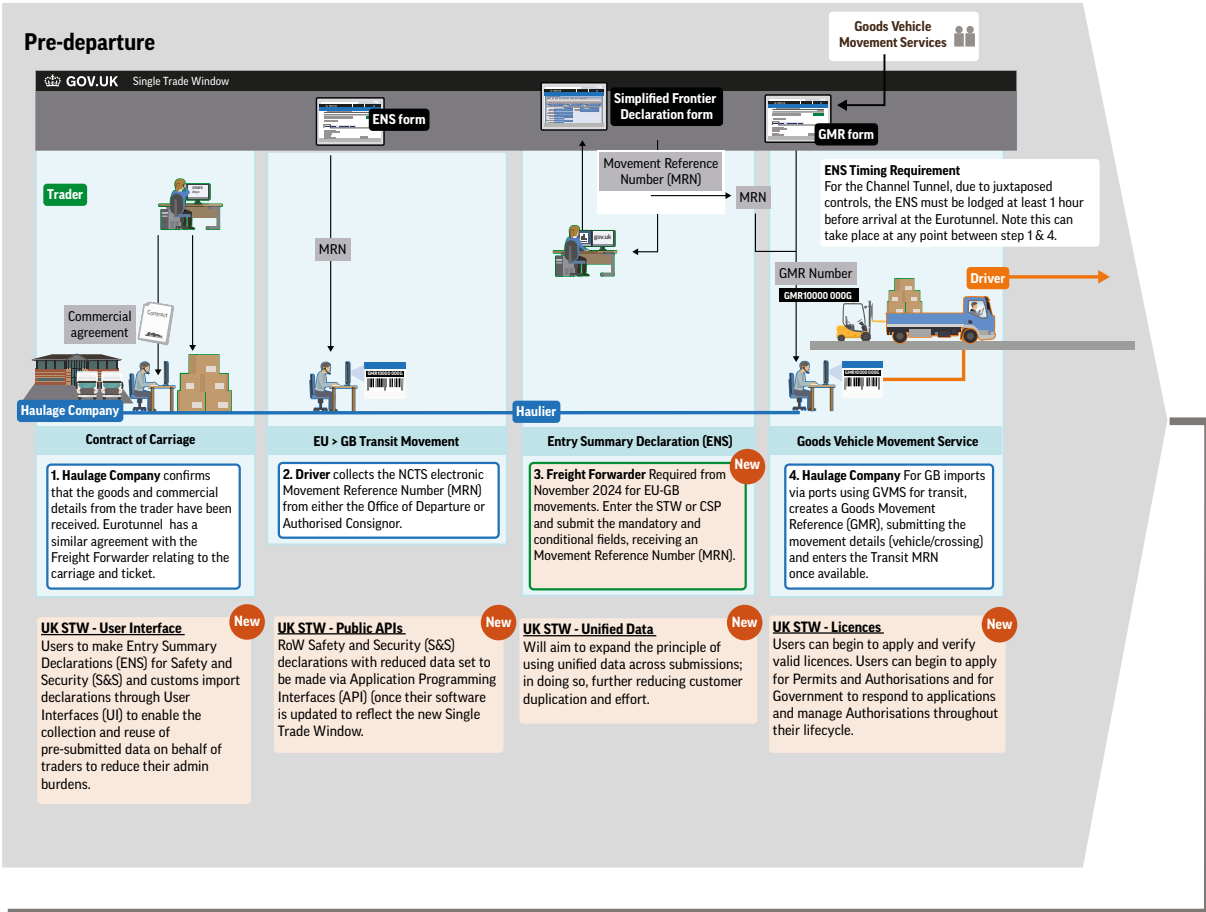 Pre-departure
Goods Vehicle
Movement Services
GOV.UK Single Trade Window
ENS form
Simplified Frontier
Declaration form
GMR form
Trader
Movement Reference
Number (MRN)
MRN
MRN
gov.uk
ENS Timing Requirement
For the Channel Tunnel, due to juxtaposed
controls, the ENS must be lodged at least 1 hour
before arrival at the Eurotunnel. Note this can
take place at any point between step 1 & 4.
GMR Number
GMR10000 000G
Driver
Commercial
agreement
Contract
GMR10000 000G
GMR10000 000G
Haulage Company
Haulier
Contract of Carriage
1. Haulage Company confirms
that the goods and commercial
details from the trader have been
received. Eurotunnel has a
similar agreement with the
Freight Forwarder relating to the
carriage and ticket.
EU > GB Transit Movement
2. Driver collects the NCTS electronic
Movement Reference Number (MRN)
from either the Office of Departure or
Authorised Consignor.
Entry Summary Declaration (ENS)
New
3. Freight Forwarder Required from
November 2024 for EU-GB
movements. Enter the STW or CSP
and submit the mandatory and
conditional fields, receiving an
Movement Reference Number (MRN).
Goods Vehicle Movement Service
4. Haulage Company For GB imports
via ports using GVMS for transit,
creates a Goods Movement
Reference (GMR), submitting the
movement details (vehicle/crossing)
and enters the Transit MRN
once available.
New
UK STW - User Interface
Users to make Entry Summary
Declarations (ENS) for Safety and
Security (S&S) and customs import
declarations through User
Interfaces (UI) to enable the
collection and reuse of
pre-submitted data on behalf of
traders to reduce their admin
burdens.
New
UK STW - Public APIs
RoW Safety and Security (S&S)
declarations with reduced data set to
be made via Application Programming
Interfaces (API) (once their software
is updated to reflect the new Single
Trade Window.
New
UK STW - Unified Data
Will aim to expand the principle of
using unified data across submissions;
in doing so, further reducing customer
duplication and effort.
New
UK STW - Licences
Users can begin to apply and verify
valid licences. Users can begin to apply
for Permits and Authorisations and for
Government to respond to applications
and manage Authorisations throughout
their lifecycle.